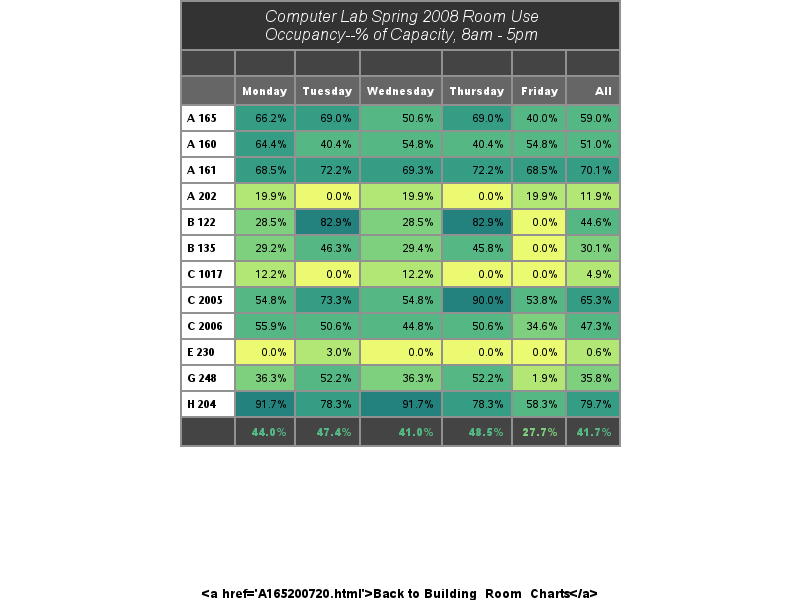 Computer Lab Spring 2008 Room Use
Occupancy--% of Capacity, 8am - 5pm
Monday Tuesday Wednesday Thursday Friday All
A 165 66.2% 69.0% 50.6% 69.0% 40.0% 59.0%
A 160 64.4% 40.4% 54.8% 40.4% 54.8% 51.0%
A 161 68.5% 72.2% 69.3% 72.2% 68.5% 70.1%
A 202 19.9% 0.0% 19.9% 0.0% 19.9% 11.9%
B 122 28.5% 82.9% 28.5% 82.9% 0.0% 44.6%
B 135 29.2% 46.3% 29.4% 45.8% 0.0% 30.1%
C 1017 12.2% 0.0% 12.2% 0.0% 0.0% 4.9%
C 2005 54.8% 73.3% 54.8% 90.0% 53.8% 65.3%
C 2006 55.9% 50.6% 44.8% 50.6% 34.6% 47.3%
E 230 0.0% 3.0% 0.0% 0.0% 0.0% 0.6%
G 248 36.3% 52.2% 36.3% 52.2% 1.9% 35.8%
H 204 91.7% 78.3% 91.7% 78.3% 58.3% 79.7%
44.0% 47.4% 41.0% 48.5% 27.7% 41.7%
<a href='A165200720.html'>Back to Building_Room_Charts</a>